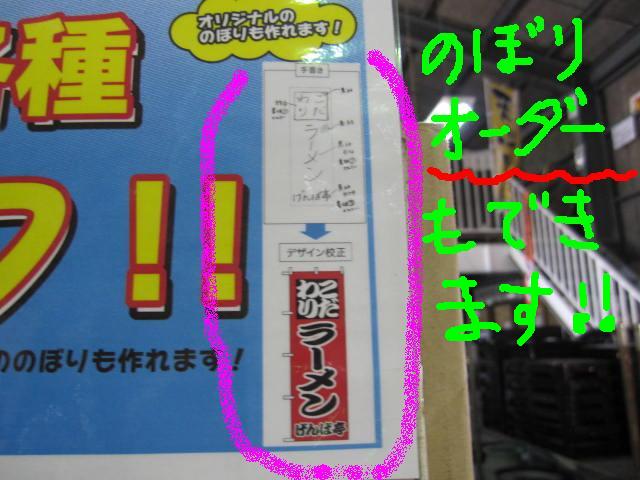 オリジナルの
のぼりも作れます!
種
フ!!
ののぼりも作れます!
手書き
こだ
わり
ラーメン
げんば亭
デザイン校正
こだ
わり
ラーメン
げんば亭
のぼり
オーダー
もでき
ます!!